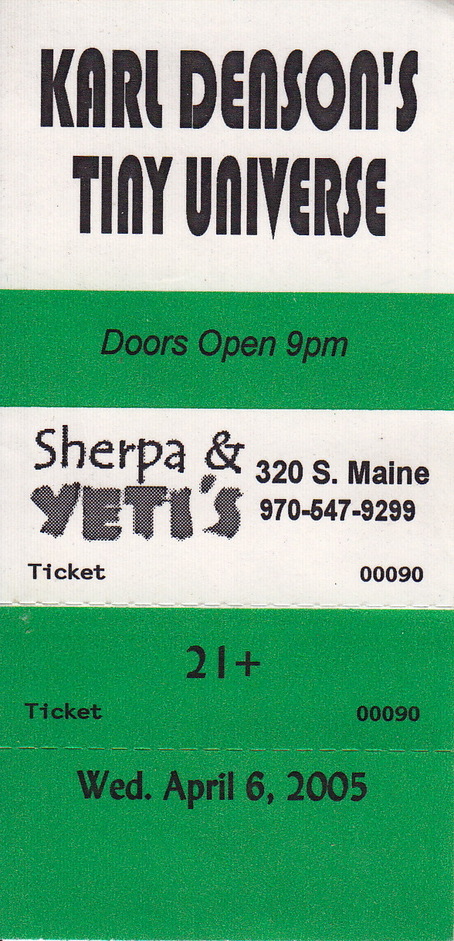 KARL DENSON'S
TINY UNIVERSE
Doors Open 9pm
Sherpa &
YETI'S
320 S. Maine
970-547-9299
Ticket 00090
21+
Ticket 00090
Wed. April 6, 2005